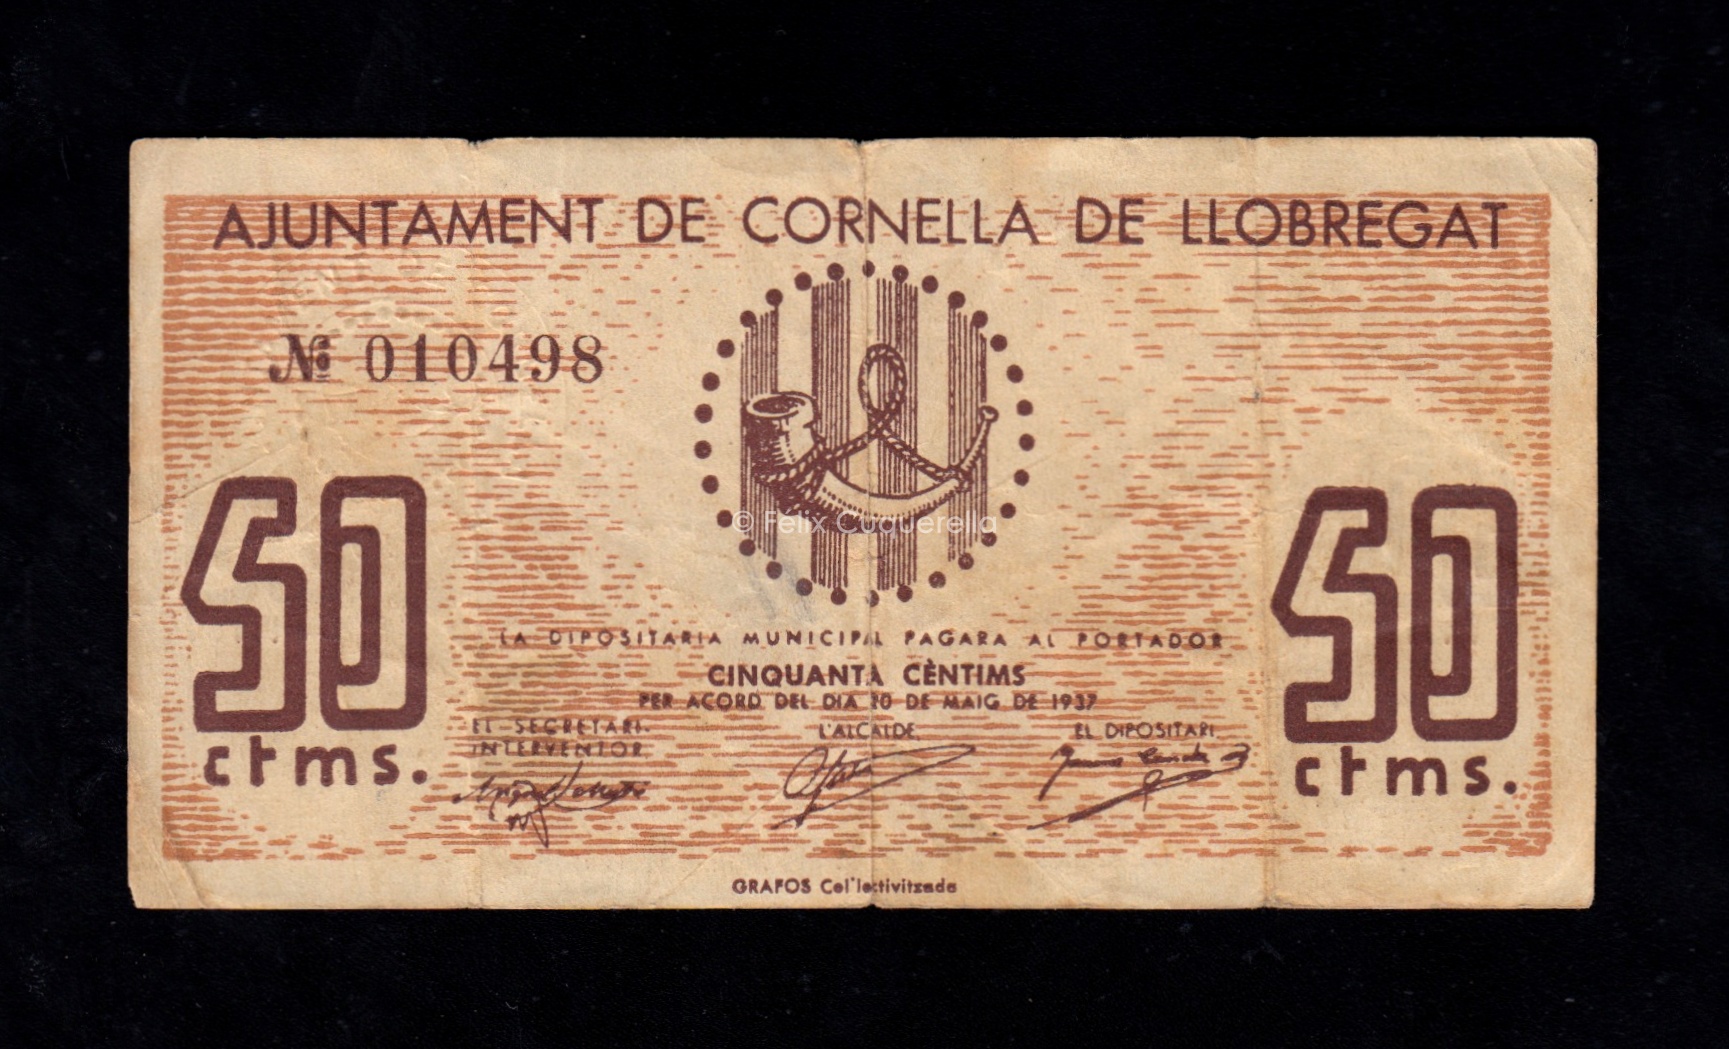 AJUNTAMENT DE CORNELLA DE LLOBREGAT
Nº 010498
© Felix Cuquerella
50
ctms.
50
ctms.
LA DIPOSITARIA MUNICIPAL PAGARA AL PORTADOR
CINQUANTA CÈNTIMS
PER ACORD DEL DIA 20 DE MAIG DE 1937
EL SECRETARI-
INTERVENTOR
L'ALCALDE
EL DIPOSITARI
GRAFOS Col·lectivitzada